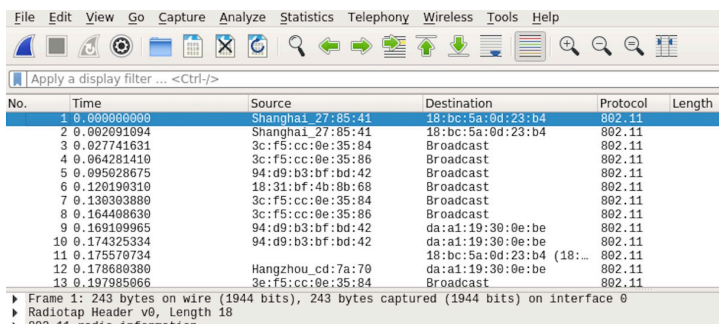 File Edit View Go Capture Analyze Statistics Telephony Wireless Tools Help
Apply a display filter ... <Ctrl-/>
No. Time Source Destination Protocol Length
1 0.000000000 Shanghai_27:85:41 18:bc:5a:0d:23:b4 802.11
2 0.002091094 Shanghai_27:85:41 18:bc:5a:0d:23:b4 802.11
3 0.027741631 3c:f5:cc:0e:35:84 Broadcast 802.11
4 0.064281410 3c:f5:cc:0e:35:86 Broadcast 802.11
5 0.095028675 94:d9:b3:bf:bd:42 Broadcast 802.11
6 0.120190310 18:31:bf:4b:8b:68 Broadcast 802.11
7 0.130303880 3c:f5:cc:0e:35:84 Broadcast 802.11
8 0.164408630 3c:f5:cc:0e:35:86 Broadcast 802.11
9 0.169109965 94:d9:b3:bf:bd:42 da:a1:19:30:0e:be 802.11
10 0.174325334 94:d9:b3:bf:bd:42 da:a1:19:30:0e:be 802.11
11 0.175570734 18:bc:5a:0d:23:b4 (18:… 802.11
12 0.178680380 Hangzhou_cd:7a:70 da:a1:19:30:0e:be 802.11
13 0.197985066 3e:f5:cc:0e:35:84 Broadcast 802.11
Frame 1: 243 bytes on wire (1944 bits), 243 bytes captured (1944 bits) on interface 0
Radiotap Header v0, Length 18
802.11 radio information